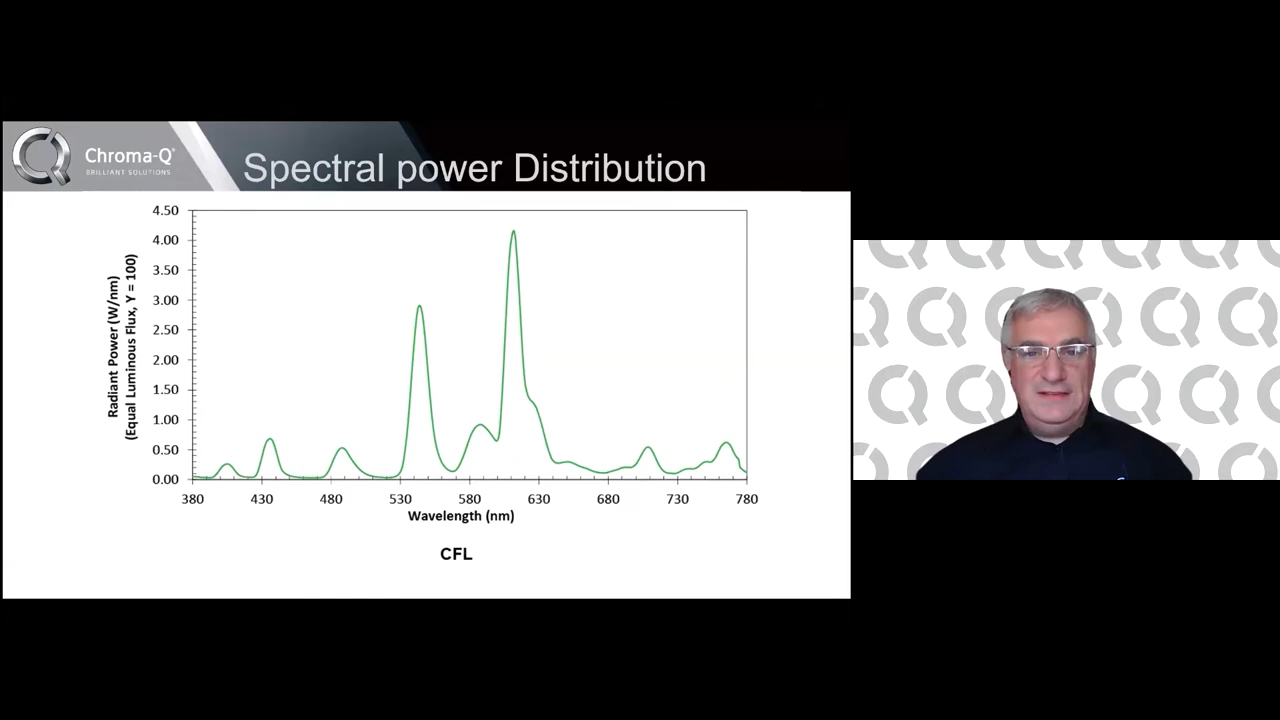 Chroma-Q®
BRILLIANT SOLUTIONS
Spectral power Distribution
Radiant Power (W/nm)
(Equal Luminous Flux, Y = 100)
4.50
4.00
3.50
3.00
2.50
2.00
1.50
1.00
0.50
0.00
380 430 480 530 580 630 680 730 780
Wavelength (nm)
CFL